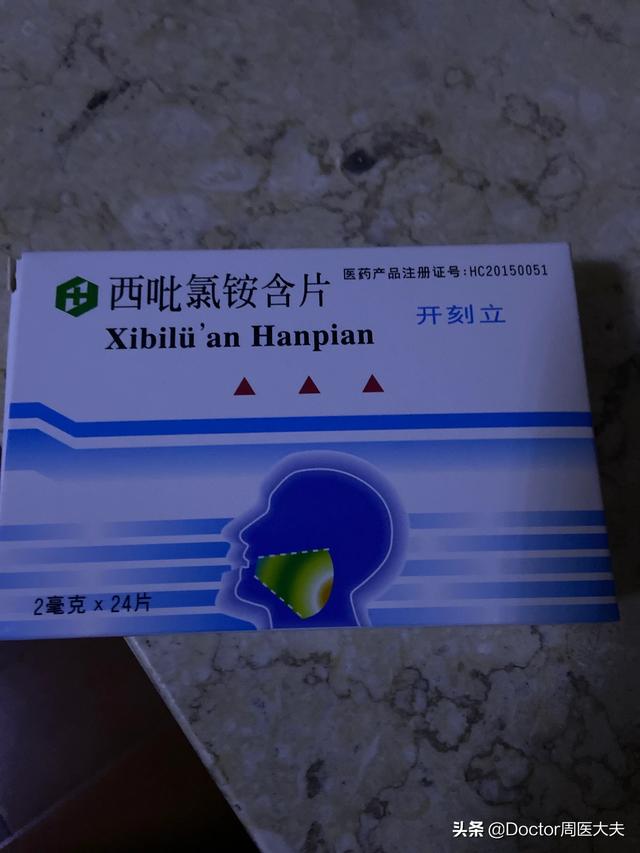 西吡氯铵含片
医药产品注册证号:HC20150051
Xibilü'an Hanpian
开刻立
2毫克×24片
头条 @Doctor周医大夫